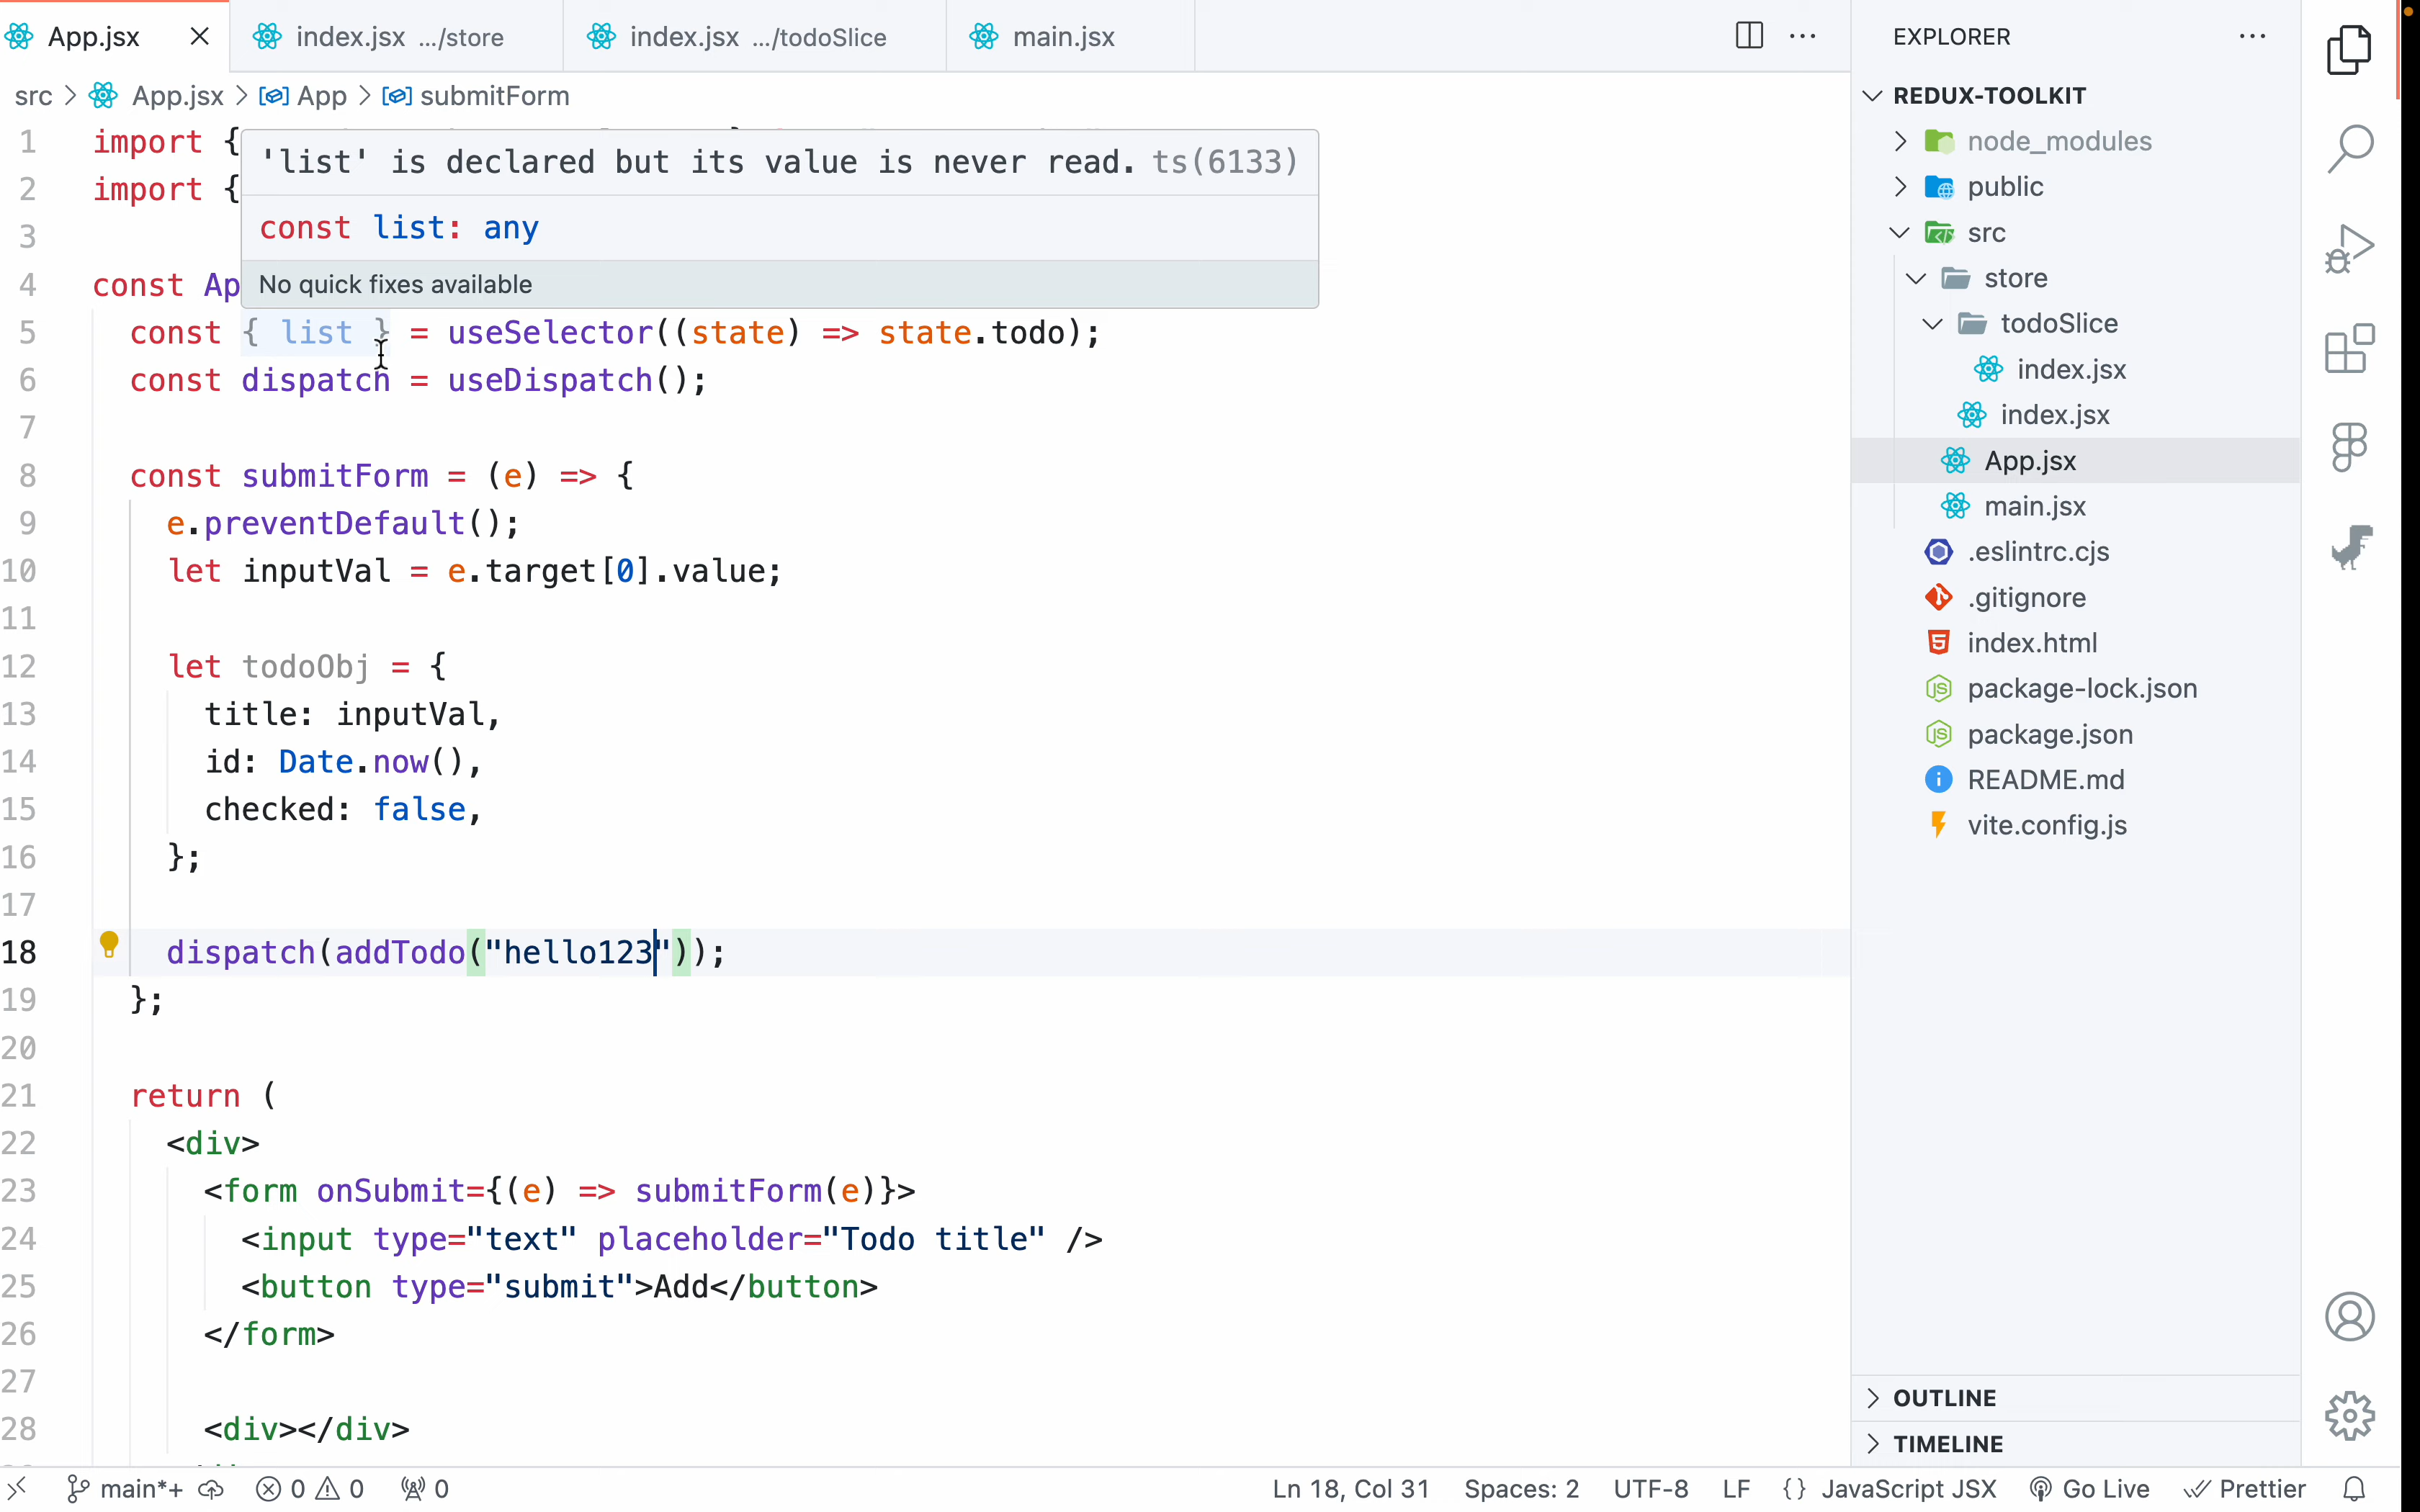 App.jsx
index.jsx .../store
index.jsx .../todoSlice
main.jsx
src > App.jsx > App > submitForm
1 import {
'list' is declared but its value is never read. ts(6133)
2 import {
3
const list: any
4 const Ap
No quick fixes available
5 const { list } = useSelector((state) => state.todo);
6 const dispatch = useDispatch();
7
8 const submitForm = (e) => {
9 e.preventDefault();
10 let inputVal = e.target[0].value;
11
12 let todoObj = {
13 title: inputVal,
14 id: Date.now(),
15 checked: false,
16 };
17
18 dispatch(addTodo("hello123"));
19 };
20
21 return (
22 <div>
23 <form onSubmit={(e) => submitForm(e)}>
24 <input type="text" placeholder="Todo title" />
25 <button type="submit">Add</button>
26 </form>
27
28 <div></div>
EXPLORER
REDUX-TOOLKIT
node_modules
public
src
store
todoSlice
index.jsx
index.jsx
App.jsx
main.jsx
.eslintrc.cjs
.gitignore
index.html
package-lock.json
package.json
README.md
vite.config.js
OUTLINE
TIMELINE
main*+ 0 0 0 Ln 18, Col 31 Spaces: 2 UTF-8 LF {} JavaScript JSX Go Live Prettier